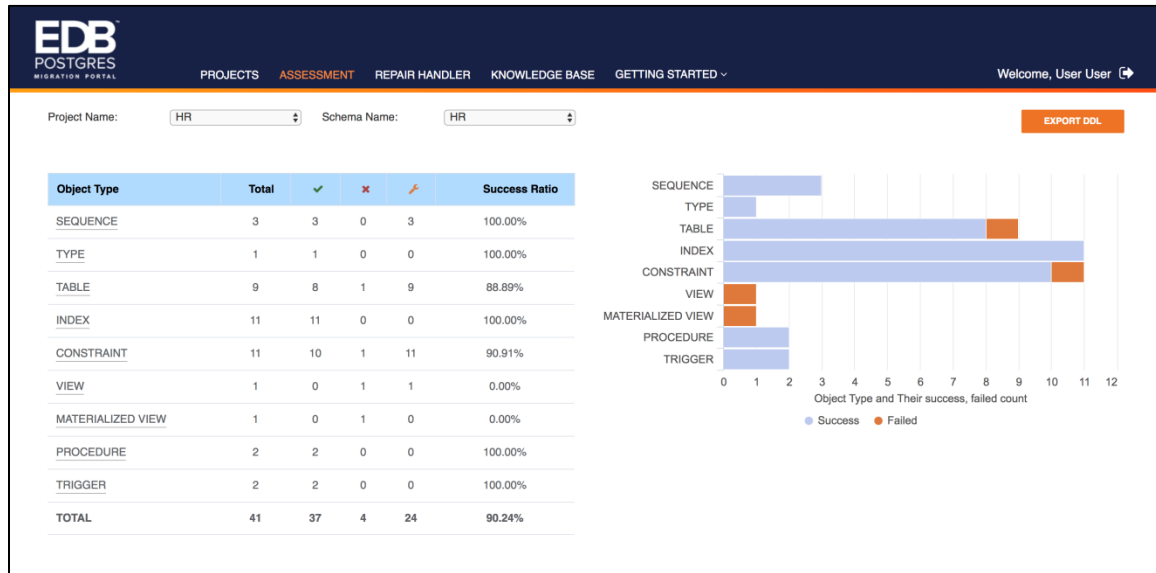 EDB™
POSTGRES
MIGRATION PORTAL
PROJECTS ASSESSMENT REPAIR HANDLER KNOWLEDGE BASE GETTING STARTED Welcome, User User
Project Name: HR Schema Name: HR EXPORT DDL
Object Type Total Success Ratio
SEQUENCE 3 3 0 3 100.00%
TYPE 1 1 0 0 100.00%
TABLE 9 8 1 9 88.89%
INDEX 11 11 0 0 100.00%
CONSTRAINT 11 10 1 11 90.91%
VIEW 1 0 1 1 0.00%
MATERIALIZED VIEW 1 0 1 0 0.00%
PROCEDURE 2 2 0 0 100.00%
TRIGGER 2 2 0 0 100.00%
TOTAL 41 37 4 24 90.24%
SEQUENCE
TYPE
TABLE
INDEX
CONSTRAINT
VIEW
MATERIALIZED VIEW
PROCEDURE
TRIGGER
0 1 2 3 4 5 6 7 8 9 10 11 12
Object Type and Their success, failed count
Success Failed